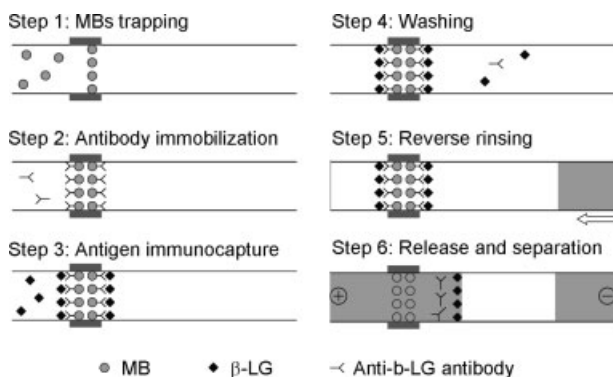 Step 1: MBs trapping
Step 2: Antibody immobilization
Step 3: Antigen immunocapture
Step 4: Washing
Step 5: Reverse rinsing
Step 6: Release and separation
+
−
MB
β-LG
Anti-b-LG antibody